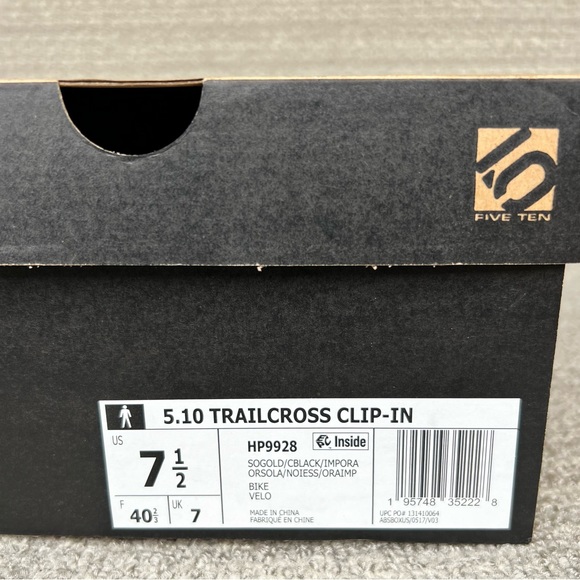 FIVE TEN
5.10 TRAILCROSS CLIP-IN
US
7 1/2
F
40 2/3
UK
7
HP9928
Inside
SOGOLD/CBLACK/IMPORA
ORSOLA/NOIESS/ORAIMP
BIKE
VELO
MADE IN CHINA
FABRIQUÉ EN CHINE
1 95748 35222 8
UPC PO# 131410064
ABSBOXUS/0517/V03